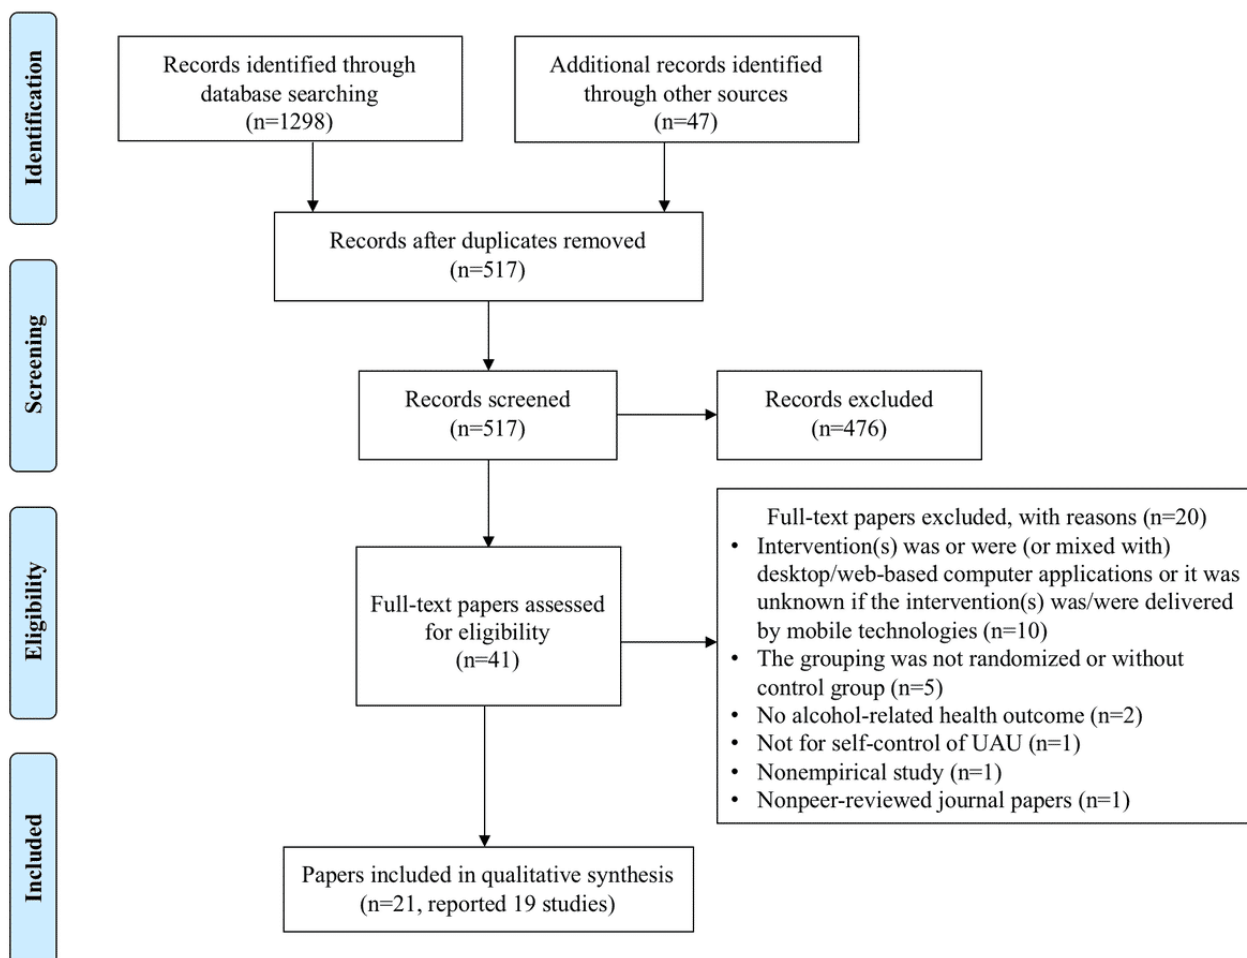 Identification
Records identified through
database searching
(n=1298)
Additional records identified
through other sources
(n=47)
Records after duplicates removed
(n=517)
Screening
Records screened
(n=517)
Records excluded
(n=476)
Eligibility
Full-text papers assessed
for eligibility
(n=41)
Full-text papers excluded, with reasons (n=20)
• Intervention(s) was or were (or mixed with)
desktop/web-based computer applications or it was
unknown if the intervention(s) was/were delivered
by mobile technologies (n=10)
• The grouping was not randomized or without
control group (n=5)
• No alcohol-related health outcome (n=2)
• Not for self-control of UAU (n=1)
• Nonempirical study (n=1)
• Nonpeer-reviewed journal papers (n=1)
Included
Papers included in qualitative synthesis
(n=21, reported 19 studies)